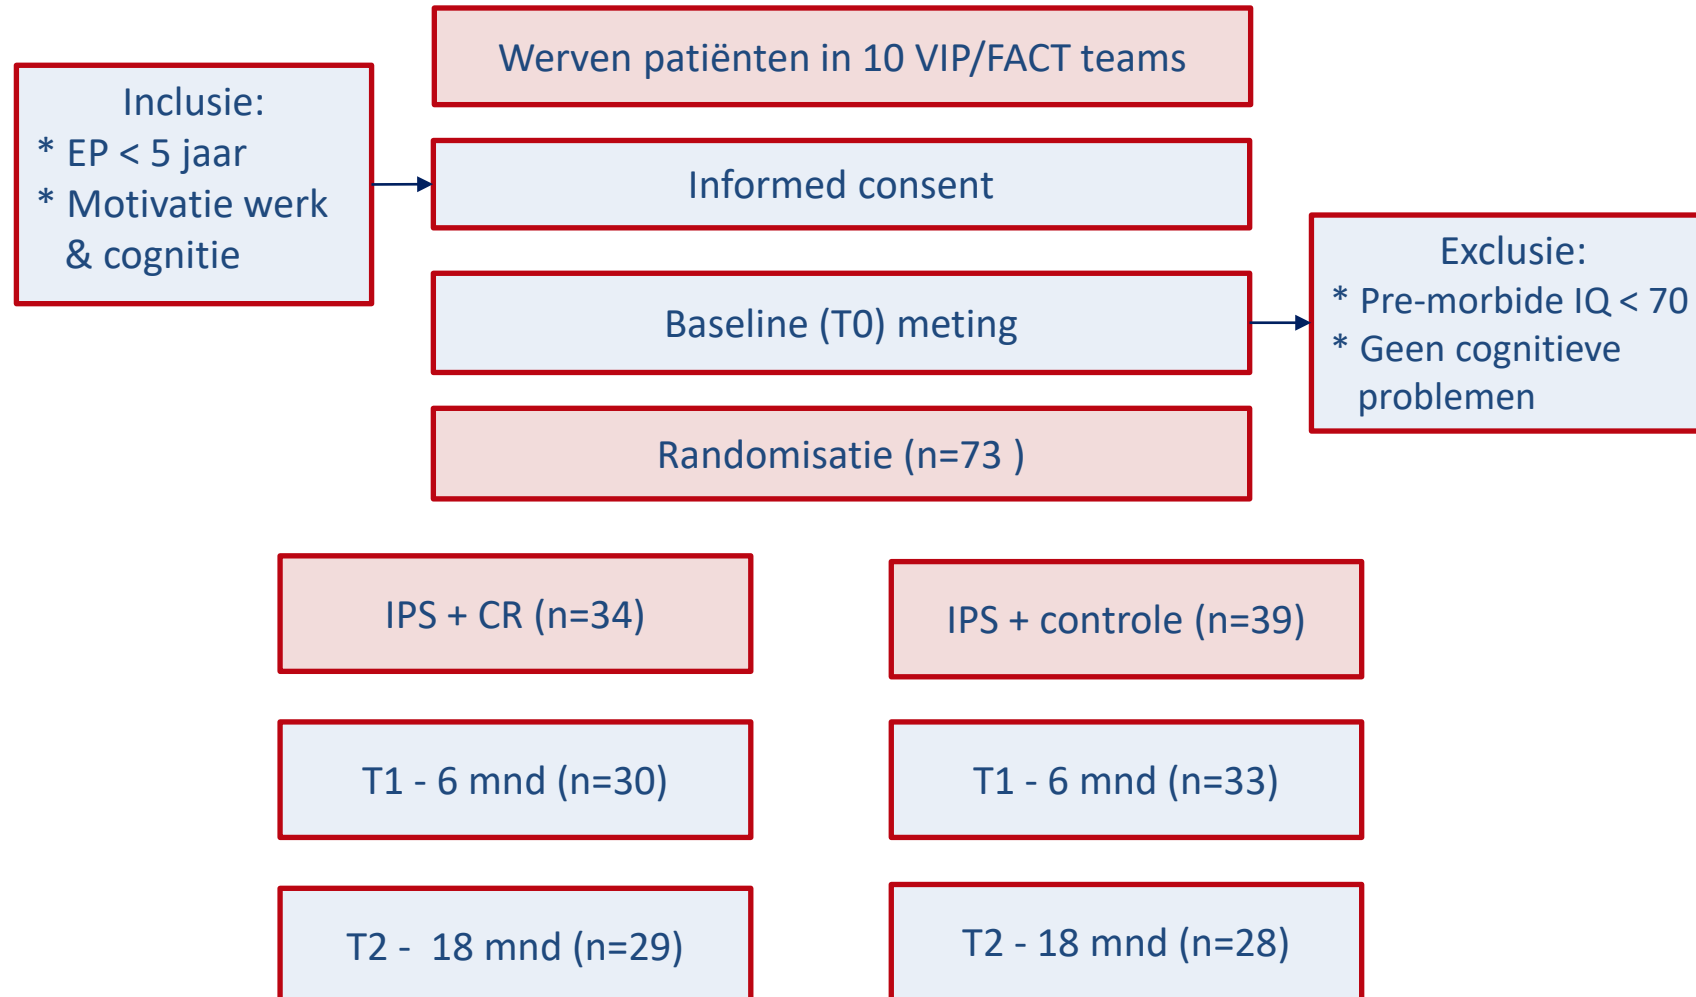 Werven patiënten in 10 VIP/FACT teams
Inclusie:
* EP < 5 jaar
* Motivatie werk
& cognitie
Informed consent
Baseline (T0) meting
Exclusie:
* Pre-morbide IQ < 70
* Geen cognitieve
problemen
Randomisatie (n=73 )
IPS + CR (n=34)
IPS + controle (n=39)
T1 - 6 mnd (n=30)
T1 - 6 mnd (n=33)
T2 -  18 mnd (n=29)
T2 - 18 mnd (n=28)